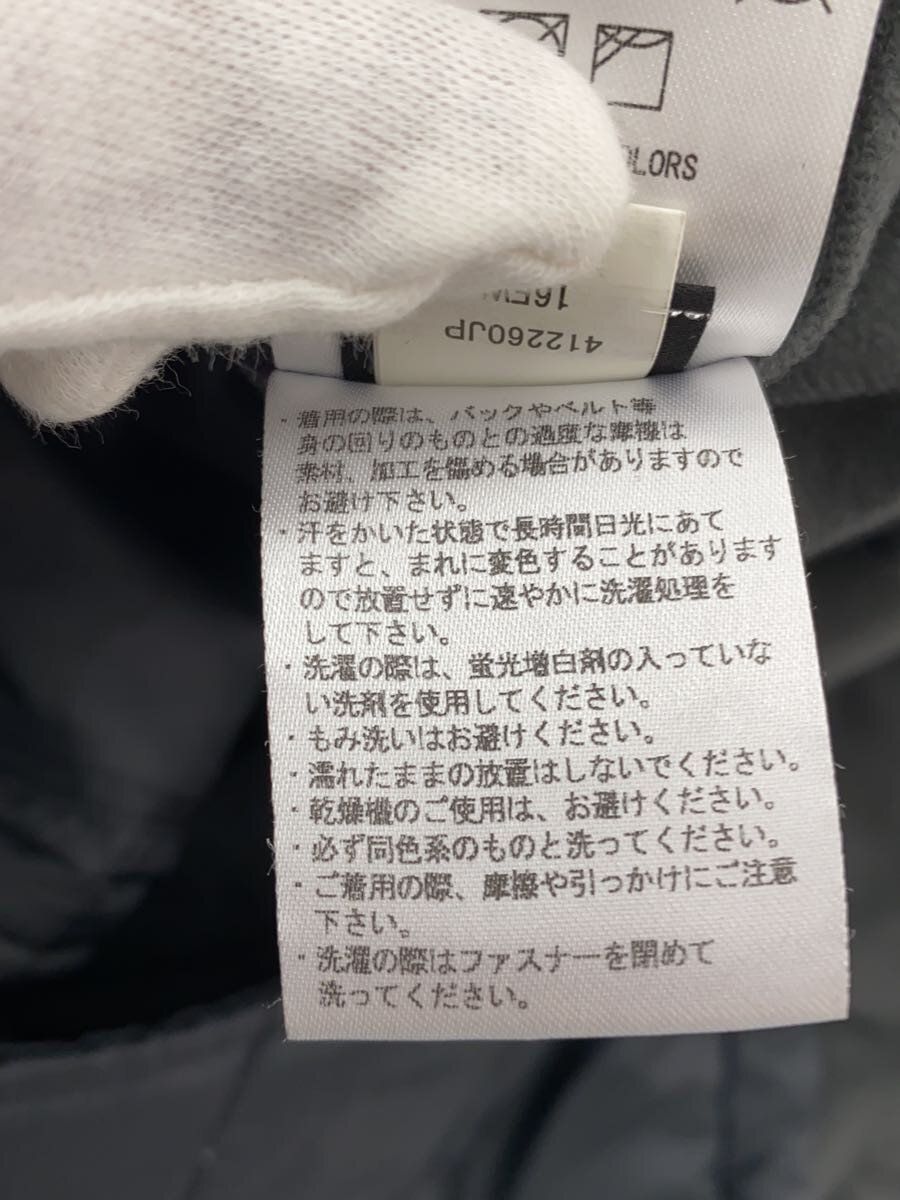 OLORS
16FW
412260JP
・着用の際は、バックやベルト等
身の回りのものとの過度な摩擦は
素材、加工を傷める場合がありますので
お避け下さい。
・汗をかいた状態で長時間日光にあて
ますと、まれに変色することがあります
ので放置せずに速やかに洗濯処理を
して下さい。
・洗濯の際は、蛍光増白剤の入っていな
い洗剤を使用してください。
・もみ洗いはお避けください。
・濡れたままの放置はしないでください。
・乾燥機のご使用は、お避けください。
・必ず同色系のものと洗ってください。
・ご着用の際、摩擦や引っかけにご注意
下さい。
・洗濯の際はファスナーを閉めて
洗ってください。